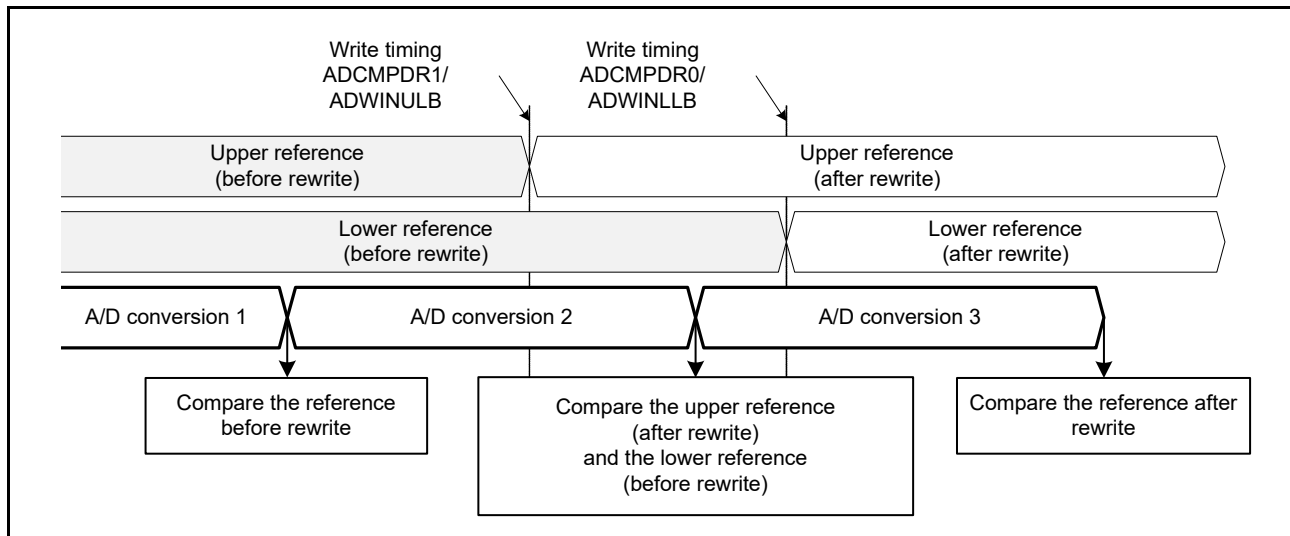 Write timing
ADCMPDR1/
ADWINULB
Write timing
ADCMPDR0/
ADWINLLB
Upper reference
(before rewrite)
Upper reference
(after rewrite)
Lower reference
(before rewrite)
Lower reference
(after rewrite)
A/D conversion 1
A/D conversion 2
A/D conversion 3
Compare the reference
before rewrite
Compare the upper reference
(after rewrite)
and the lower reference
(before rewrite)
Compare the reference after
rewrite